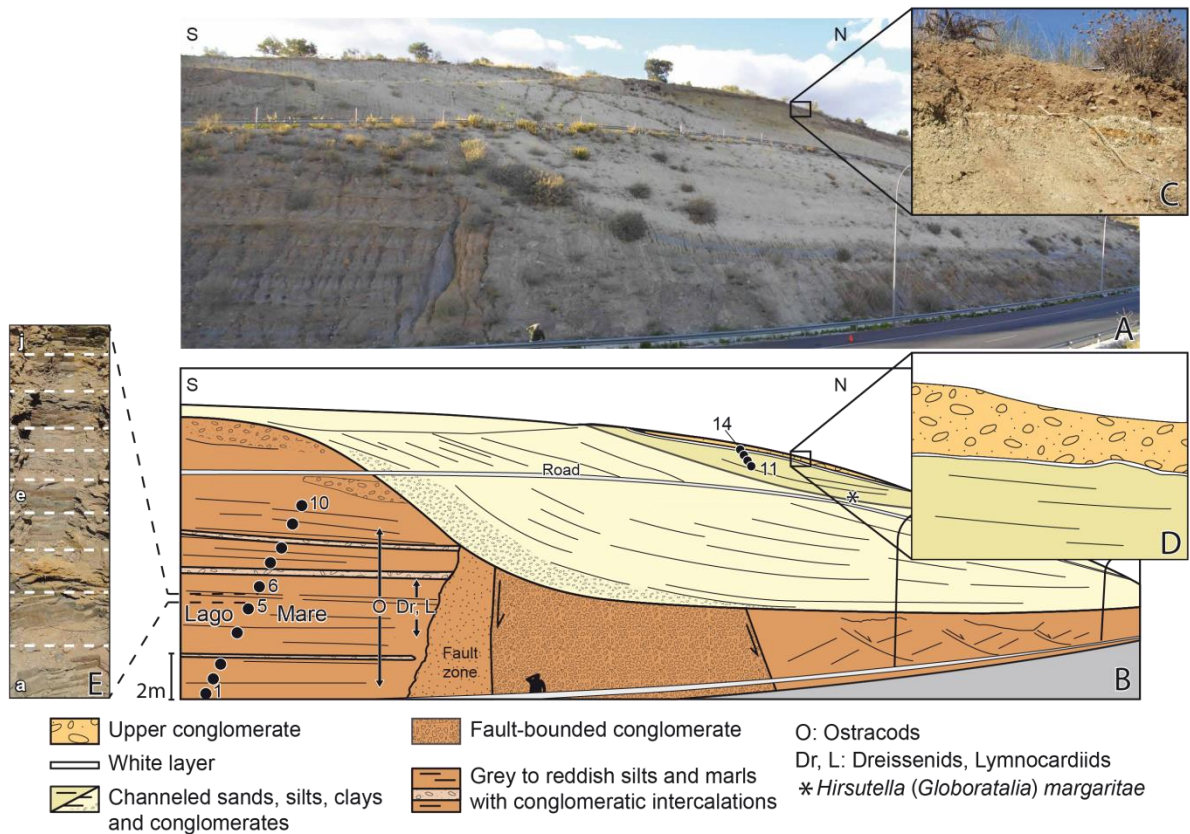 S
N
C
A
S
N
D
14
11
Road
10
6
O
Dr, L
5
Lago Mare
Fault
zone
1
2m
B
j
e
a
E
Upper conglomerate
White layer
Channeled sands, silts, clays
and conglomerates
Fault-bounded conglomerate
Grey to reddish silts and marls
with conglomeratic intercalations
O: Ostracods
Dr, L: Dreissenids, Lymnocardiids
* Hirsutella (Globoratalia) margaritae